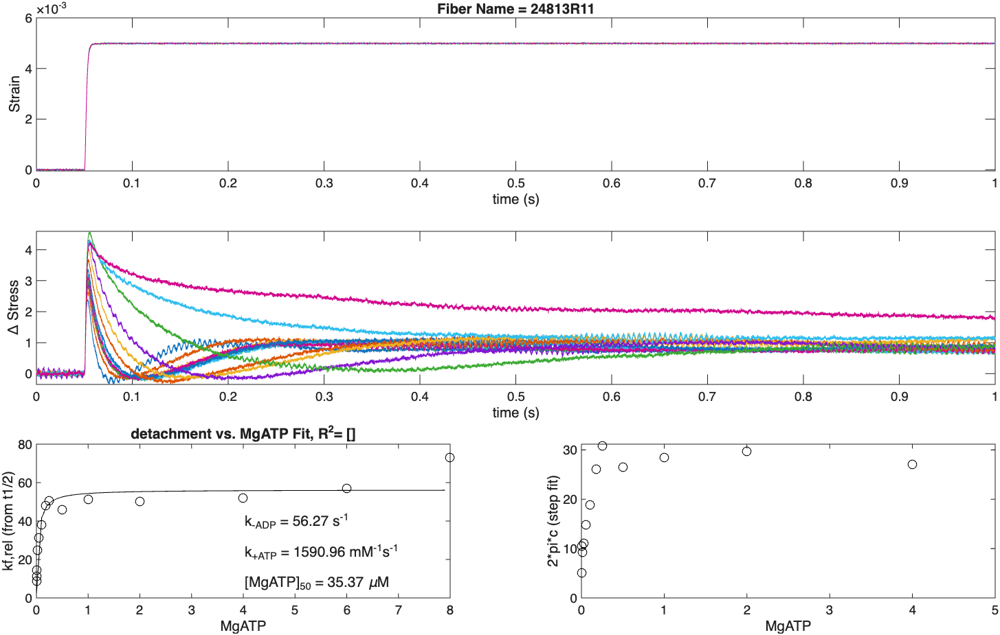 Fiber Name = 24813R11
×10⁻³
6
4
2
0
Strain
0 0.1 0.2 0.3 0.4 0.5 0.6 0.7 0.8 0.9 1
time (s)
4
3
2
1
0
Δ Stress
0 0.1 0.2 0.3 0.4 0.5 0.6 0.7 0.8 0.9 1
time (s)
detachment vs. MgATP Fit, R²= []
80
60
40
20
0
kf,rel (from t1/2)
k₋ADP = 56.27 s⁻¹
k₊ATP = 1590.96 mM⁻¹s⁻¹
[MgATP]₅₀ = 35.37 μM
0 1 2 3 4 5 6 7 8
MgATP
30
20
10
0
2*pi*c (step fit)
0 1 2 3 4 5
MgATP